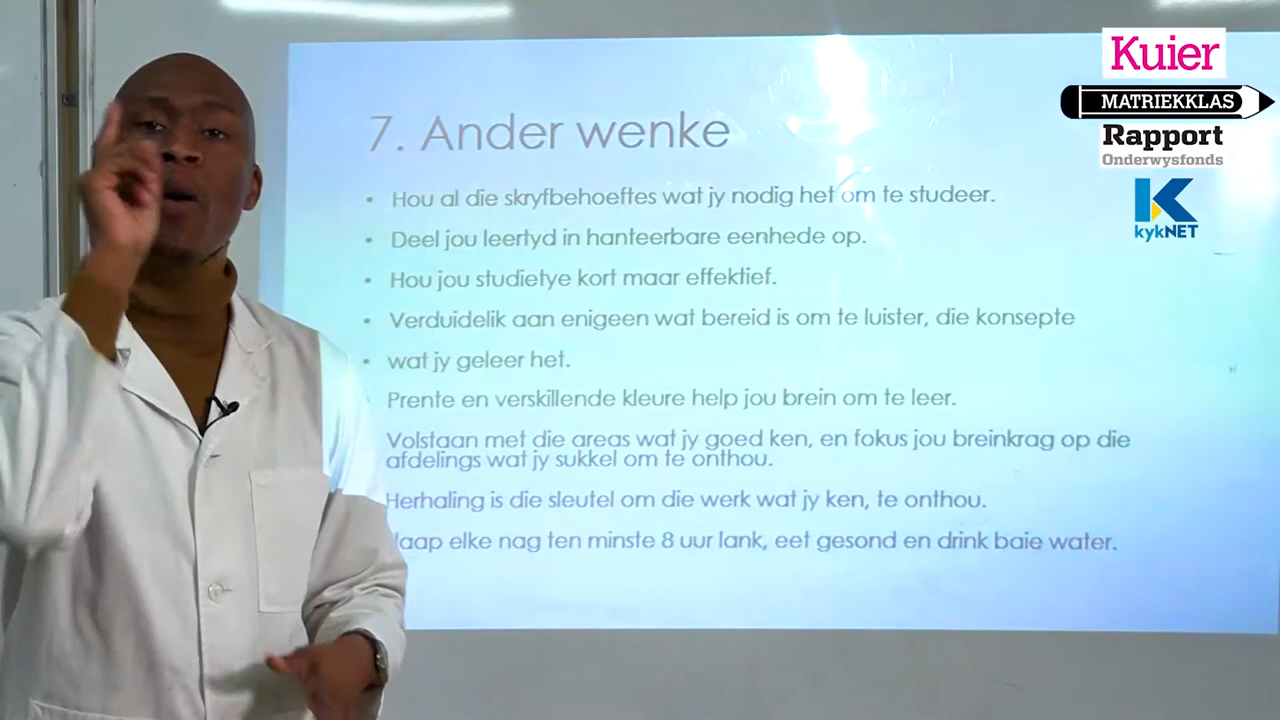 Kuier
MATRIEKKLAS
Rapport
Onderwysfonds
kykNET
7. Ander wenke
• Hou al die skryfbehoeftes wat jy nodig het om te studeer.
• Deel jou leertyd in hanteerbare eenhede op.
• Hou jou studietye kort maar effektief.
• Verduidelik aan enigeen wat bereid is om te luister, die konsepte
• wat jy geleer het.
Prente en verskillende kleure help jou brein om te leer.
Volstaan met die areas wat jy goed ken, en fokus jou breinkrag op die
afdelings wat jy sukkel om te onthou.
Herhaling is die sleutel om die werk wat jy ken, te onthou.
elke nag ten minste 8 uur lank, eet gesond en drink baie water.